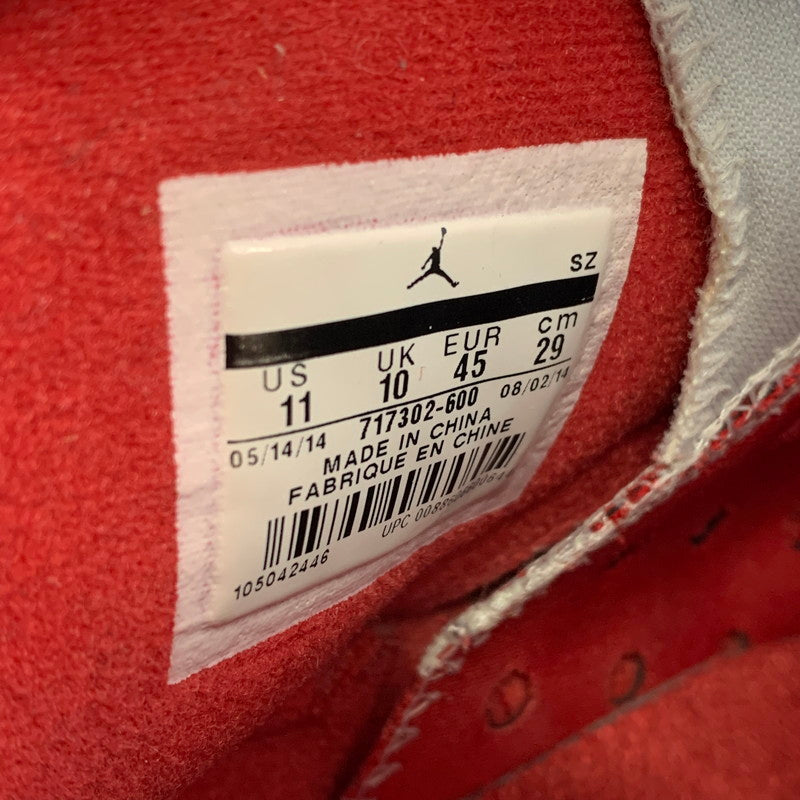 SZ
US UK EUR cm
11 10 45 29
05/14/14 717302-600 08/02/14
MADE IN CHINA
FABRIQUE EN CHINE
105042446 UPC